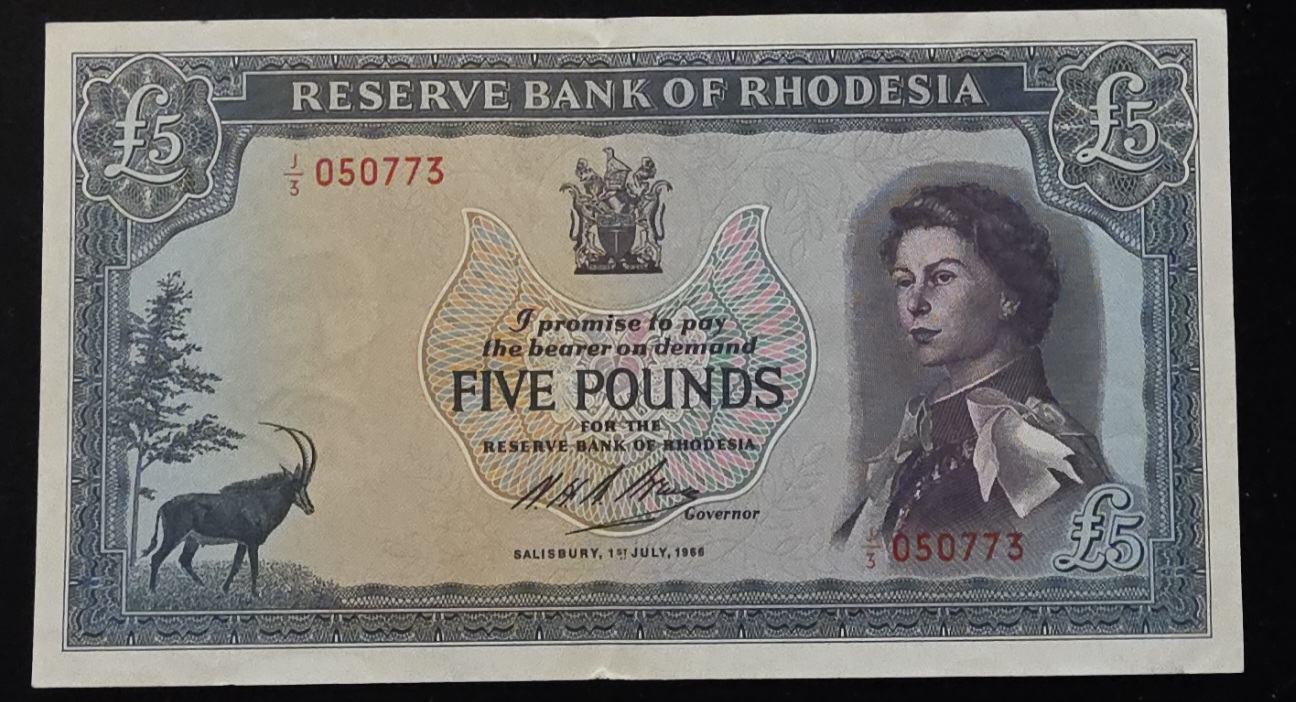 £5 RESERVE BANK OF RHODESIA £5
J/3 050773
I promise to pay
the bearer on demand
FIVE POUNDS
FOR THE
RESERVE BANK OF RHODESIA
Governor
SALISBURY, 1ST JULY, 1966
J/3 050773 £5